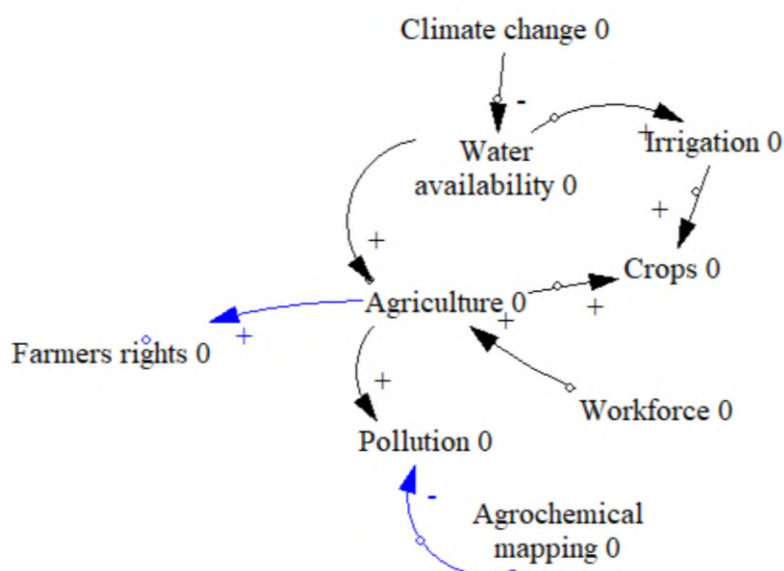 Climate change 0
-
Water
availability 0
+
Irrigation 0
+
+
Crops 0
Agriculture 0
+
+
+
Farmers rights 0
+
Workforce 0
Pollution 0
-
Agrochemical
mapping 0